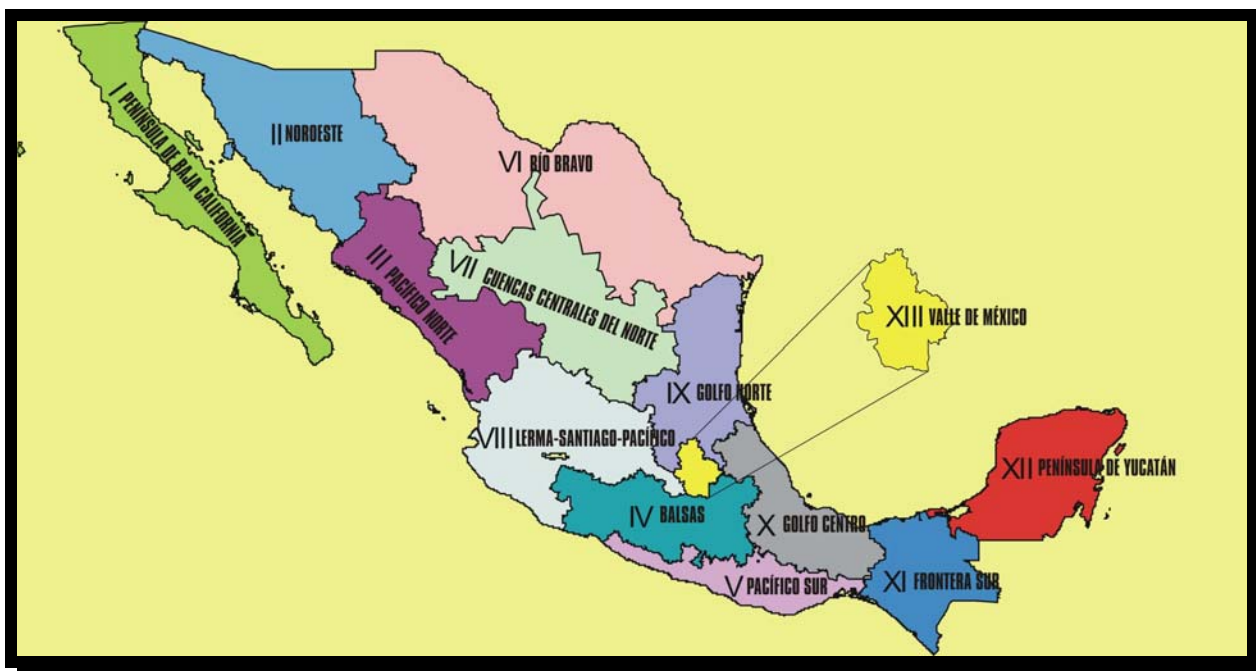 I PENÍNSULA DE BAJA CALIFORNIA
II NOROESTE
VI RÍO BRAVO
III PACÍFICO NORTE
VII CUENCAS CENTRALES DEL NORTE
XIII VALLE DE MÉXICO
IX GOLFO NORTE
VIII LERMA-SANTIAGO-PACÍFICO
XII PENÍNSULA DE YUCATÁN
IV BALSAS
X GOLFO CENTRO
V PACÍFICO SUR
XI FRONTERA SUR